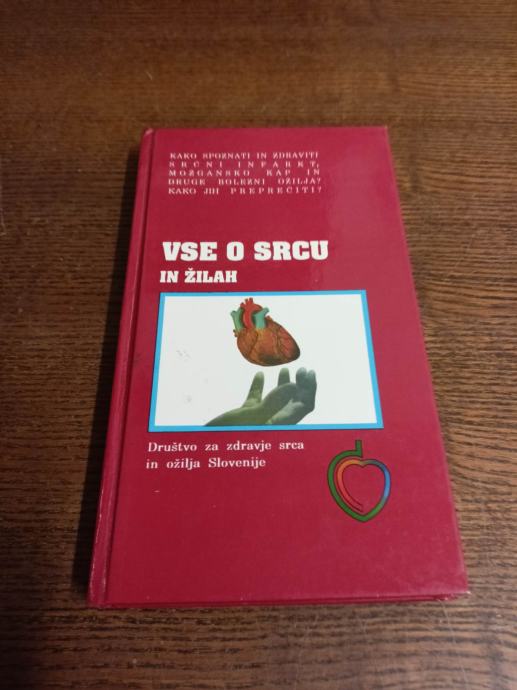 KAKO SPOZNATI IN ZDRAVITI
SRČNI INFARKT,
MOŽGANSKO KAP IN
DRUGE BOLEZNI OŽILJA?
KAKO JIH PREPREČITI?
VSE O SRCU
IN ŽILAH
Društvo za zdravje srca
in ožilja Slovenije